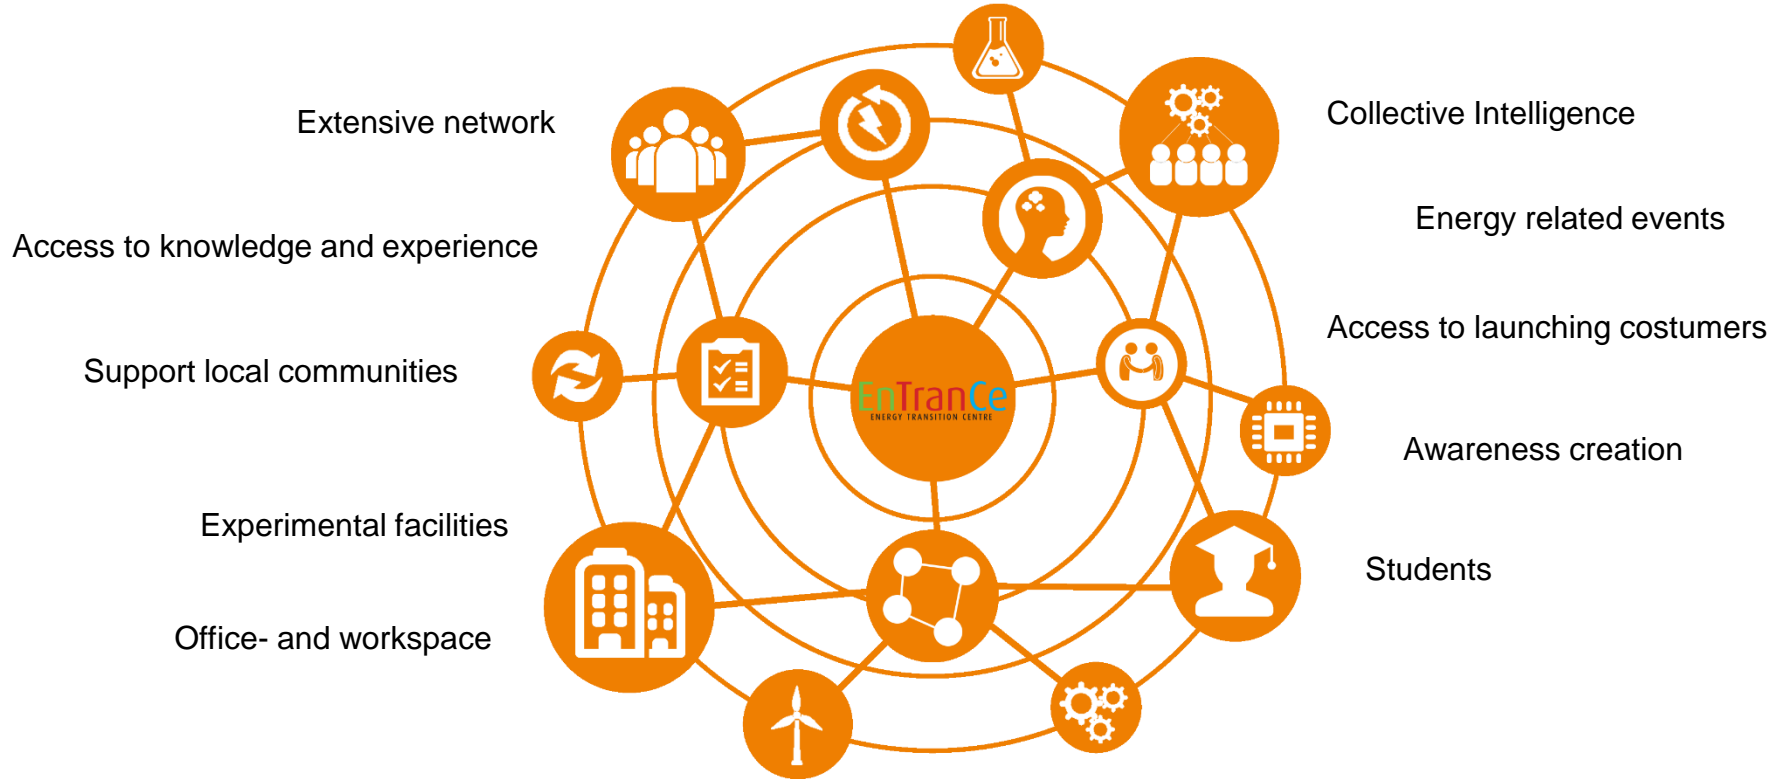 Extensive network
Access to knowledge and experience
Support local communities
Experimental facilities
Office- and workspace
EnTranCe
ENERGY TRANSITION CENTRE
Collective Intelligence
Energy related events
Access to launching costumers
Awareness creation
Students